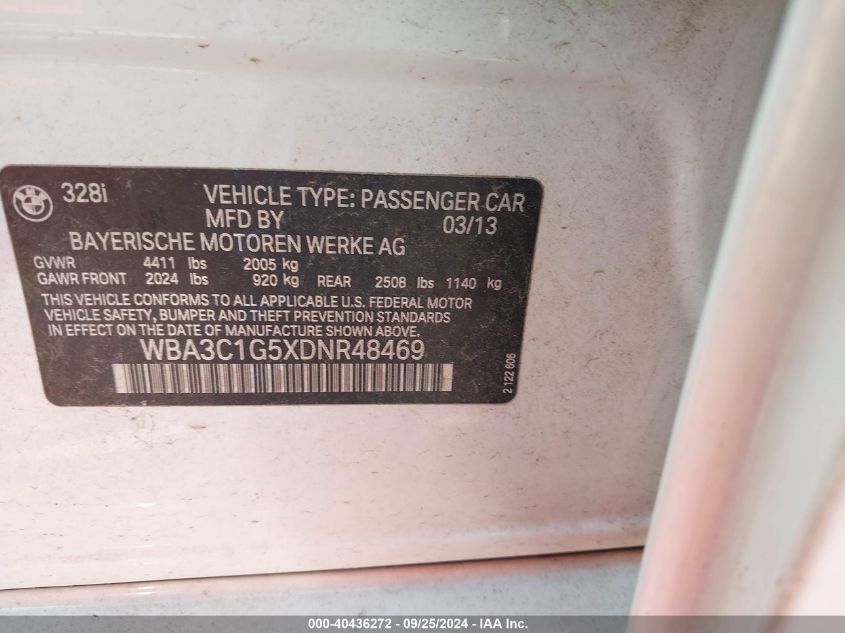 BMW
328i VEHICLE TYPE: PASSENGER CAR
MFD BY 03/13
BAYERISCHE MOTOREN WERKE AG
GVWR 4411 lbs 2005 kg
GAWR FRONT 2024 lbs 920 kg REAR 2508 lbs 1140 kg
THIS VEHICLE CONFORMS TO ALL APPLICABLE U.S. FEDERAL MOTOR
VEHICLE SAFETY, BUMPER AND THEFT PREVENTION STANDARDS
IN EFFECT ON THE DATE OF MANUFACTURE SHOWN ABOVE.
WBA3C1G5XDNR48469
2 122 606
000-40436272 - 09/25/2024 - IAA Inc.